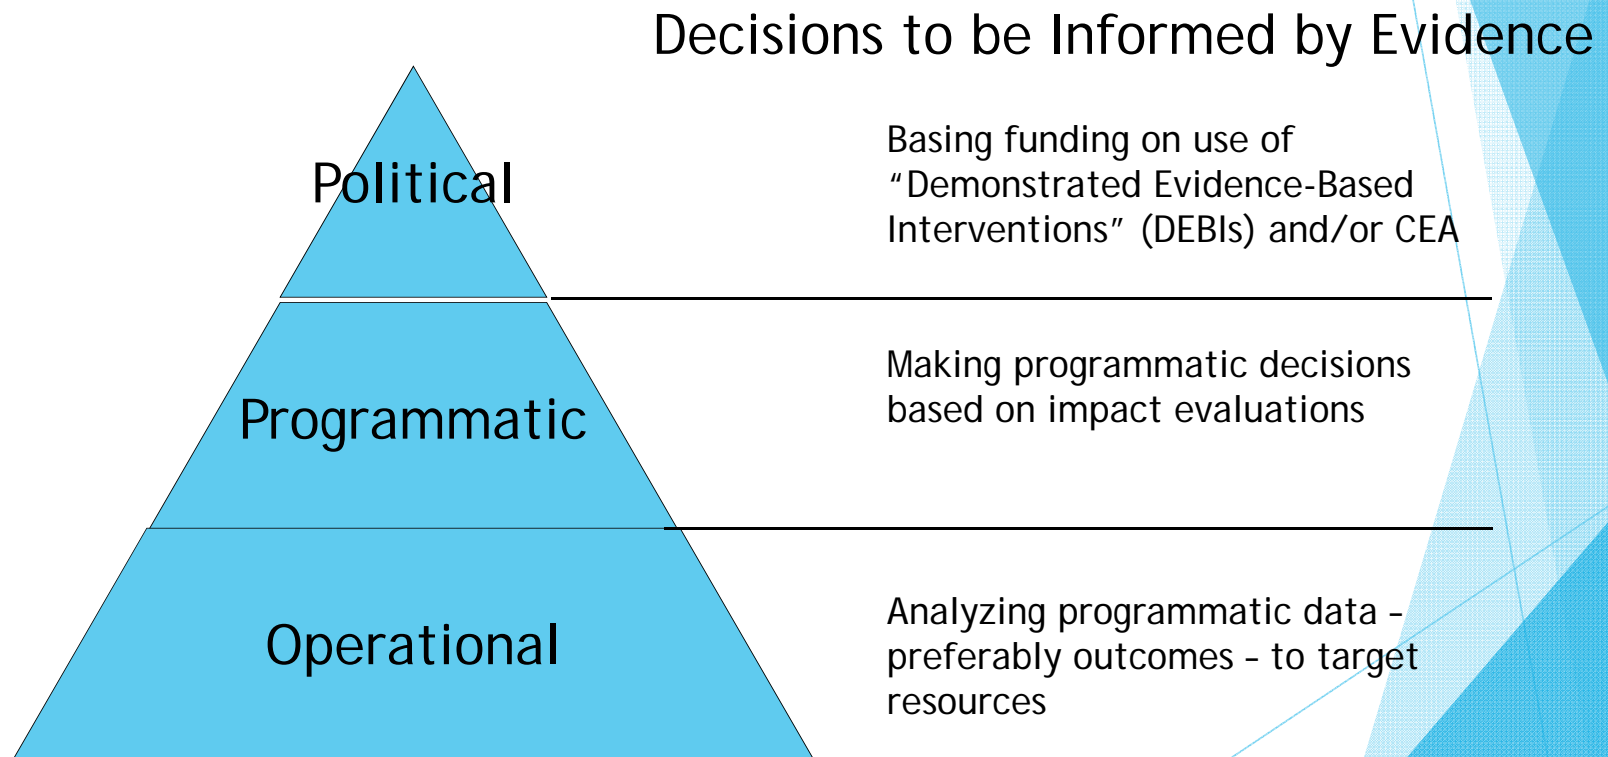 Decisions to be Informed by Evidence
Political
Basing funding on use of
“Demonstrated Evidence-Based
Interventions” (DEBIs) and/or CEA
Programmatic
Making programmatic decisions
based on impact evaluations
Operational
Analyzing programmatic data –
preferably outcomes – to target
resources